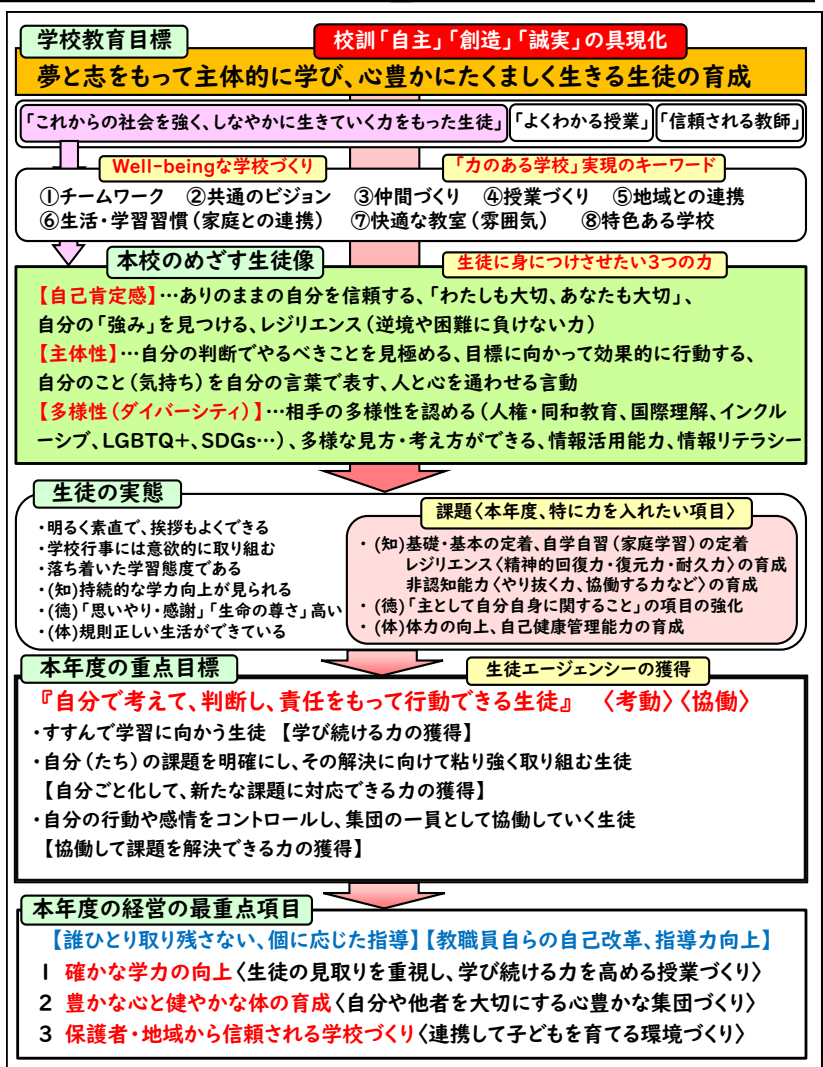 学校教育目標
校訓「自主」「創造」「誠実」の具現化
夢と志をもって主体的に学び、心豊かにたくましく生きる生徒の育成
「これからの社会を強く、しなやかに生きていく力をもった生徒」
「よくわかる授業」
「信頼される教師」
Well-beingな学校づくり
「力のある学校」実現のキーワード
①チームワーク ②共通のビジョン ③仲間づくり ④授業づくり ⑤地域との連携
⑥生活・学習習慣(家庭との連携) ⑦快適な教室(雰囲気) ⑧特色ある学校
本校のめざす生徒像
生徒に身につけさせたい3つの力
【自己肯定感】…ありのままの自分を信頼する、「わたしも大切、あなたも大切」、
自分の「強み」を見つける、レジリエンス(逆境や困難に負けない力)
【主体性】…自分の判断でやるべきことを見極める、目標に向かって効果的に行動する、
自分のこと(気持ち)を自分の言葉で表す、人と心を通わせる言動
【多様性(ダイバーシティ)】…相手の多様性を認める(人権・同和教育、国際理解、インクル
ーシブ、LGBTQ+、SDGs…)、多様な見方・考え方ができる、情報活用能力、情報リテラシー
生徒の実態
・明るく素直で、挨拶もよくできる
・学校行事には意欲的に取り組む
・落ち着いた学習態度である
・(知)持続的な学力向上が見られる
・(徳)「思いやり・感謝」「生命の尊さ」高い
・(体)規則正しい生活ができている
課題〈本年度、特に力を入れたい項目〉
・(知)基礎・基本の定着、自学自習(家庭学習)の定着
レジリエンス〈精神的回復力・復元力・耐久力〉の育成
非認知能力〈やり抜く力、協働する力など〉の育成
・(徳)「主として自分自身に関すること」の項目の強化
・(体)体力の向上、自己健康管理能力の育成
本年度の重点目標
生徒エージェンシーの獲得
『自分で考えて、判断し、責任をもって行動できる生徒』 〈考動〉〈協働〉
・すすんで学習に向かう生徒 【学び続ける力の獲得】
・自分(たち)の課題を明確にし、その解決に向けて粘り強く取り組む生徒
【自分ごと化して、新たな課題に対応できる力の獲得】
・自分の行動や感情をコントロールし、集団の一員として協働していく生徒
【協働して課題を解決できる力の獲得】
本年度の経営の最重点項目
【誰ひとり取り残さない、個に応じた指導】【教職員自らの自己改革、指導力向上】
1 確かな学力の向上〈生徒の見取りを重視し、学び続ける力を高める授業づくり〉
2 豊かな心と健やかな体の育成〈自分や他者を大切にする心豊かな集団づくり〉
3 保護者・地域から信頼される学校づくり〈連携して子どもを育てる環境づくり〉